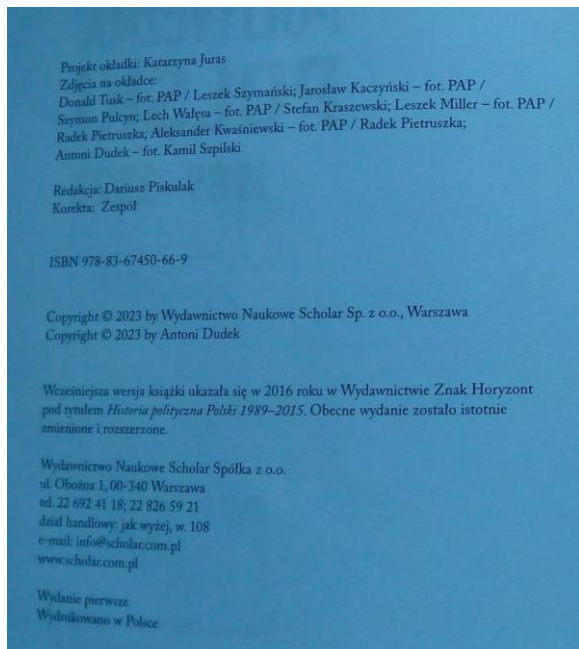 Projekt okładki: Katarzyna Juras
Zdjęcia na okładce:
Donald Tusk – fot. PAP / Leszek Szymański; Jarosław Kaczyński – fot. PAP /
Szymon Pulcyn; Lech Wałęsa – fot. PAP / Stefan Kraszewski; Leszek Miller – fot. PAP /
Radek Pietruszka; Aleksander Kwaśniewski – fot. PAP / Radek Pietruszka;
Antoni Dudek – fot. Kamil Szpilski
Redakcja: Dariusz Piskulak
Korekta: Zespół
ISBN 978-83-67450-66-9
Copyright © 2023 by Wydawnictwo Naukowe Scholar Sp. z o.o., Warszawa
Copyright © 2023 by Antoni Dudek
Wcześniejsza wersja książki ukazała się w 2016 roku w Wydawnictwie Znak Horyzont
pod tytułem Historia polityczna Polski 1989–2015. Obecne wydanie zostało istotnie
zmienione i rozszerzone.
Wydawnictwo Naukowe Scholar Spółka z o.o.
ul. Oboźna 1, 00-340 Warszawa
tel. 22 692 41 18; 22 826 59 21
dział handlowy: jak wyżej, w. 108
e-mail: info@scholar.com.pl
www.scholar.com.pl
Wydanie pierwsze
Wydrukowano w Polsce